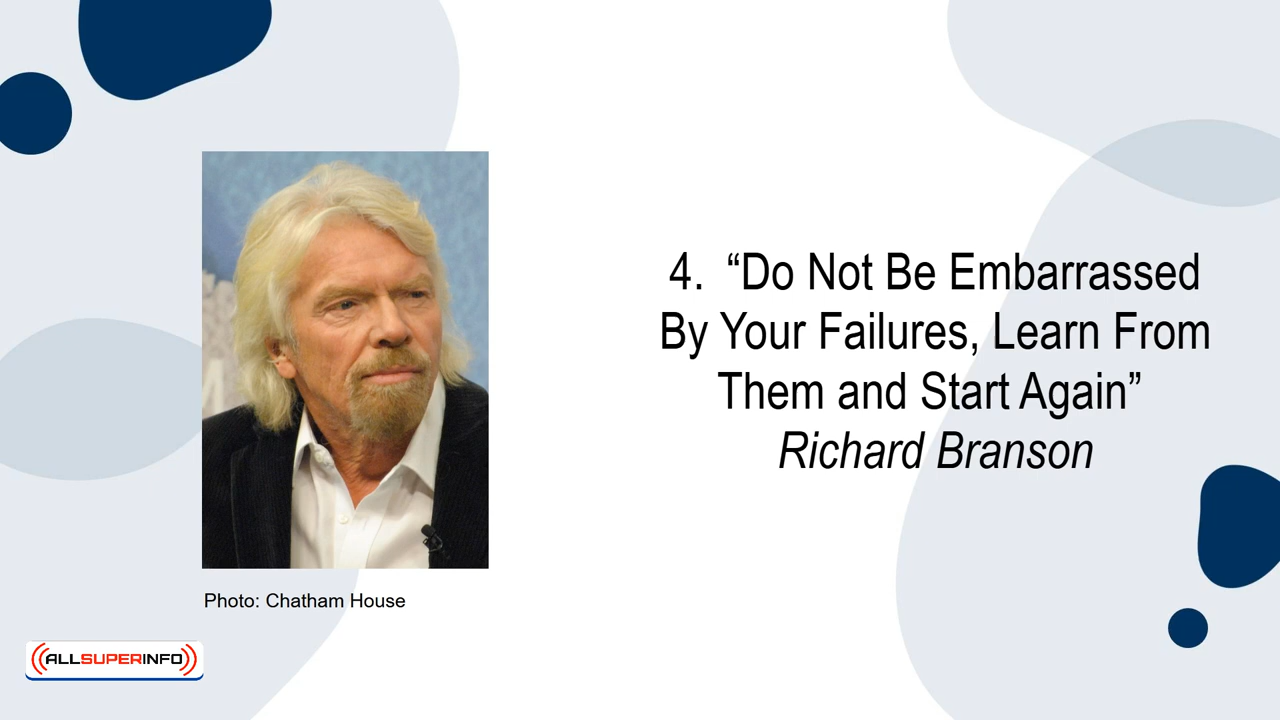 4. “Do Not Be Embarrassed
By Your Failures, Learn From
Them and Start Again”
Richard Branson
Photo: Chatham House
ALLSUPERINFO